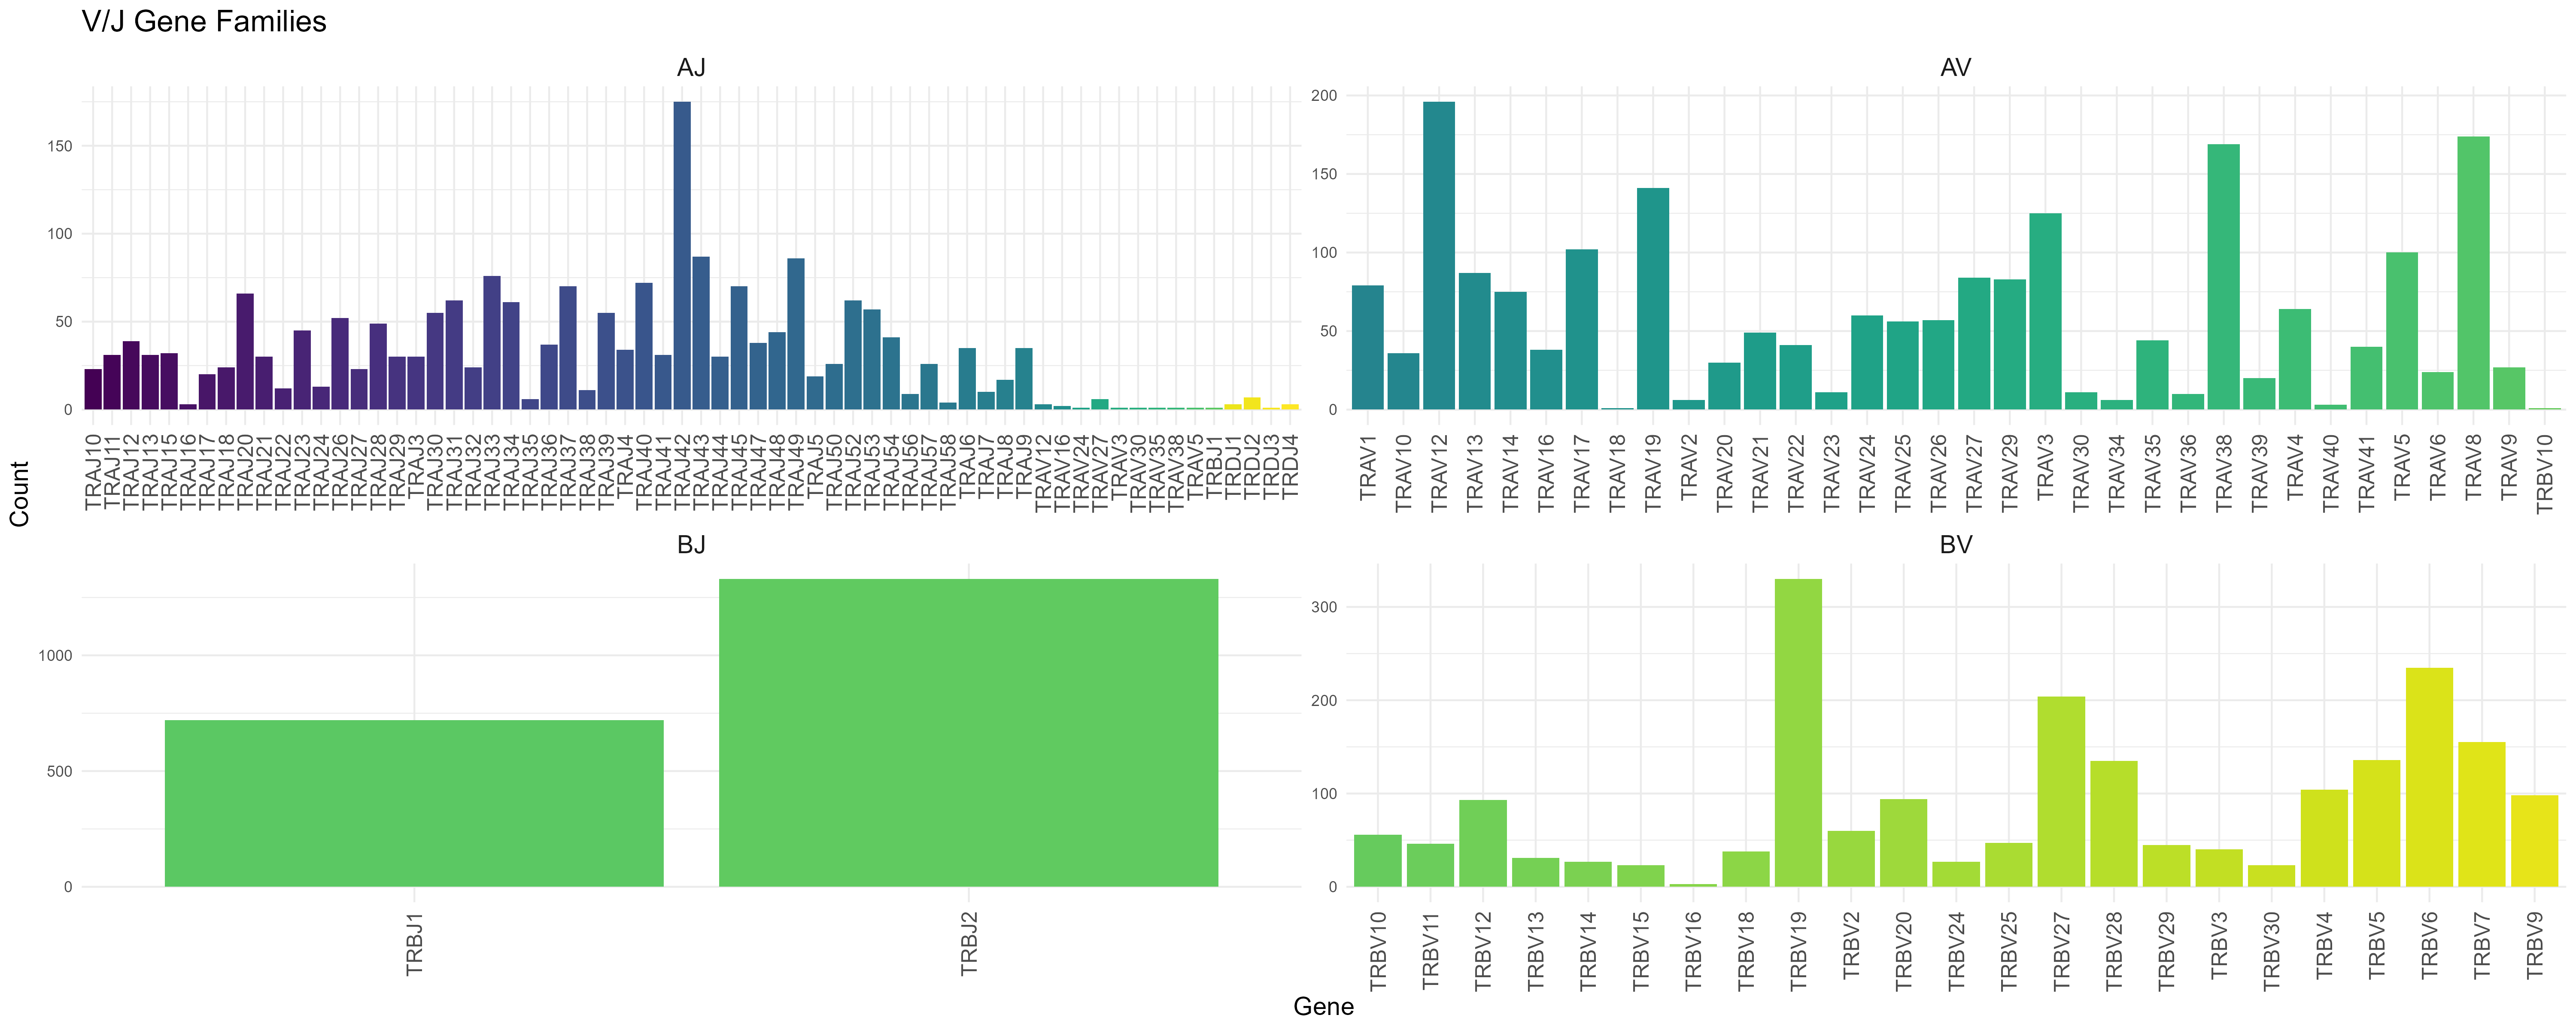 V/J Gene Families
AJ
150
100
50
0
TRAJ10 TRAJ11 TRAJ12 TRAJ13 TRAJ15 TRAJ16 TRAJ17 TRAJ18 TRAJ20 TRAJ21 TRAJ22 TRAJ23 TRAJ24 TRAJ26 TRAJ27 TRAJ28 TRAJ29 TRAJ3 TRAJ30 TRAJ31 TRAJ32 TRAJ33 TRAJ34 TRAJ35 TRAJ36 TRAJ37 TRAJ38 TRAJ39 TRAJ4 TRAJ40 TRAJ41 TRAJ42 TRAJ43 TRAJ44 TRAJ45 TRAJ47 TRAJ48 TRAJ49 TRAJ5 TRAJ50 TRAJ52 TRAJ53 TRAJ54 TRAJ56 TRAJ57 TRAJ58 TRAJ6 TRAJ7 TRAJ8 TRAJ9 TRAV12 TRAV16 TRAV24 TRAV27 TRAV3 TRAV30 TRAV35 TRAV38 TRAV5 TRBJ1 TRDJ1 TRDJ2 TRDJ3 TRDJ4
AV
200
150
100
50
0
TRAV1 TRAV10 TRAV12 TRAV13 TRAV14 TRAV16 TRAV17 TRAV18 TRAV19 TRAV2 TRAV20 TRAV21 TRAV22 TRAV23 TRAV24 TRAV25 TRAV26 TRAV27 TRAV29 TRAV3 TRAV30 TRAV34 TRAV35 TRAV36 TRAV38 TRAV39 TRAV4 TRAV40 TRAV41 TRAV5 TRAV6 TRAV8 TRAV9 TRBV10
Count
BJ
1000
500
0
TRBJ1 TRBJ2
BV
300
200
100
0
TRBV10 TRBV11 TRBV12 TRBV13 TRBV14 TRBV15 TRBV16 TRBV18 TRBV19 TRBV2 TRBV20 TRBV24 TRBV25 TRBV27 TRBV28 TRBV29 TRBV3 TRBV30 TRBV4 TRBV5 TRBV6 TRBV7 TRBV9
Gene